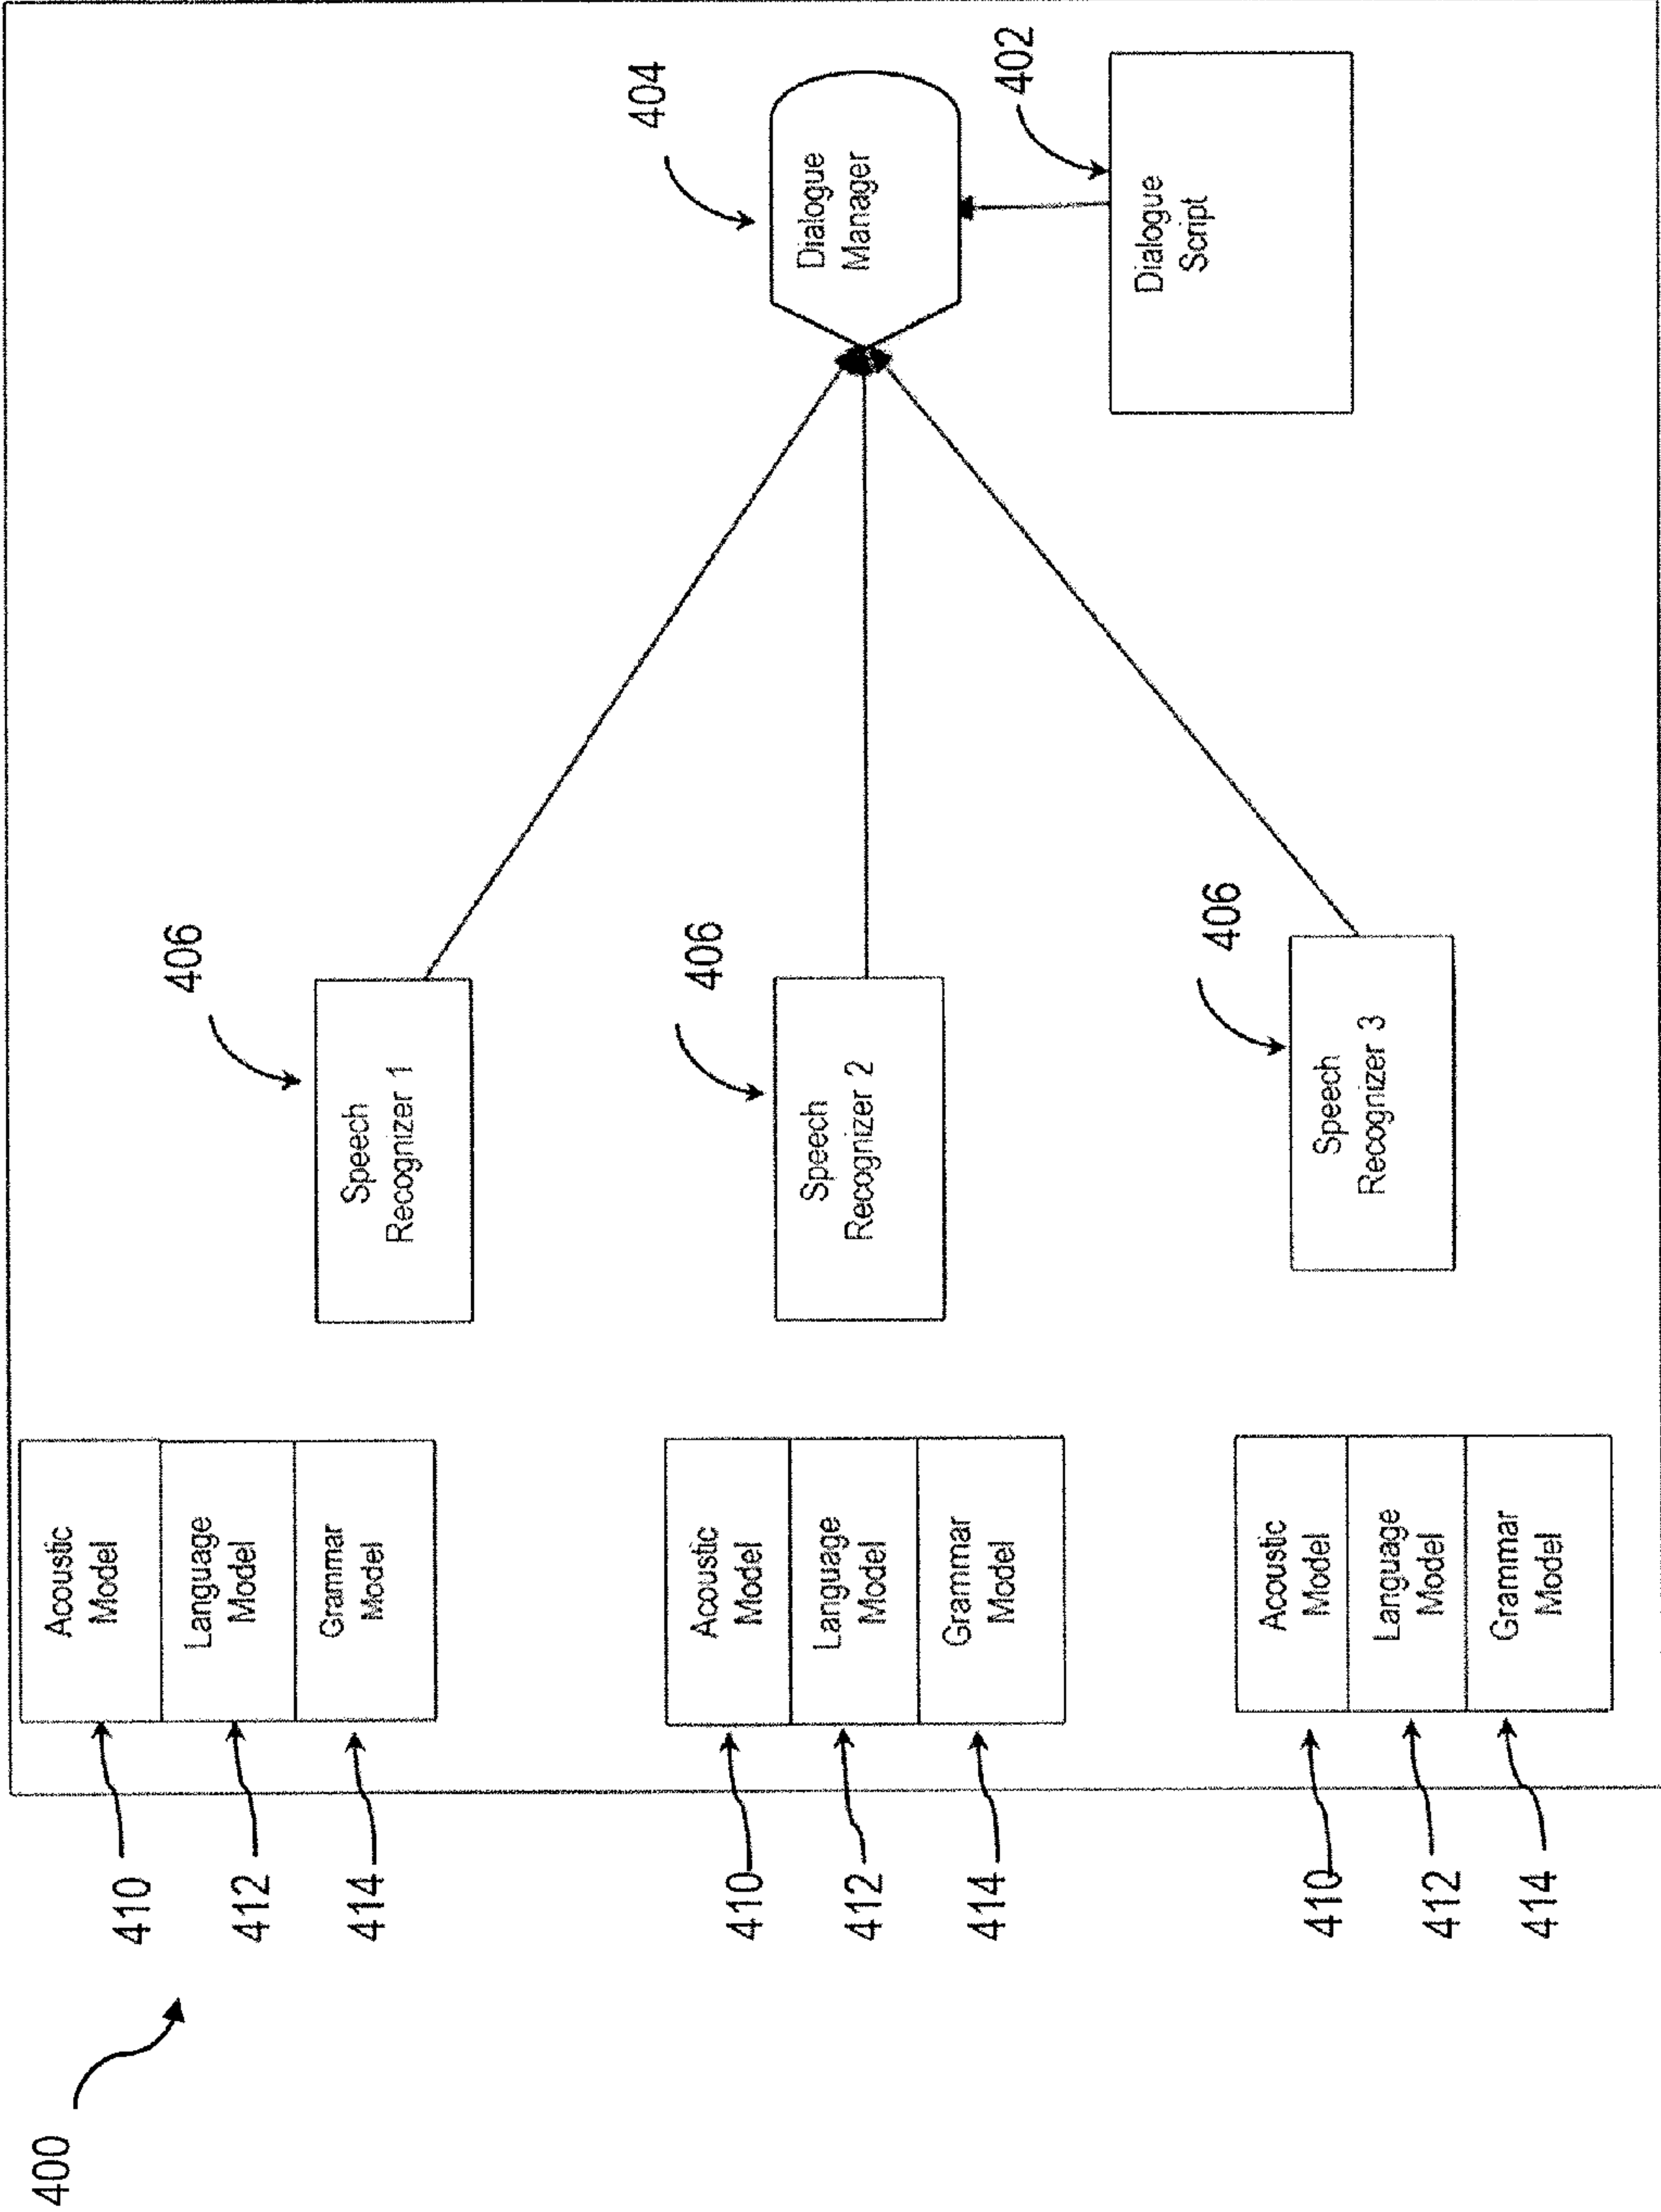 400
410
Acoustic
Model
412
Language
Model
414
Grammar
Model
406
Speech
Recognizer 1
410
Acoustic
Model
412
Language
Model
414
Grammar
Model
406
Speech
Recognizer 2
404
Dialogue
Manager
402
Dialogue
Script
410
Acoustic
Model
412
Language
Model
414
Grammar
Model
406
Speech
Recognizer 3